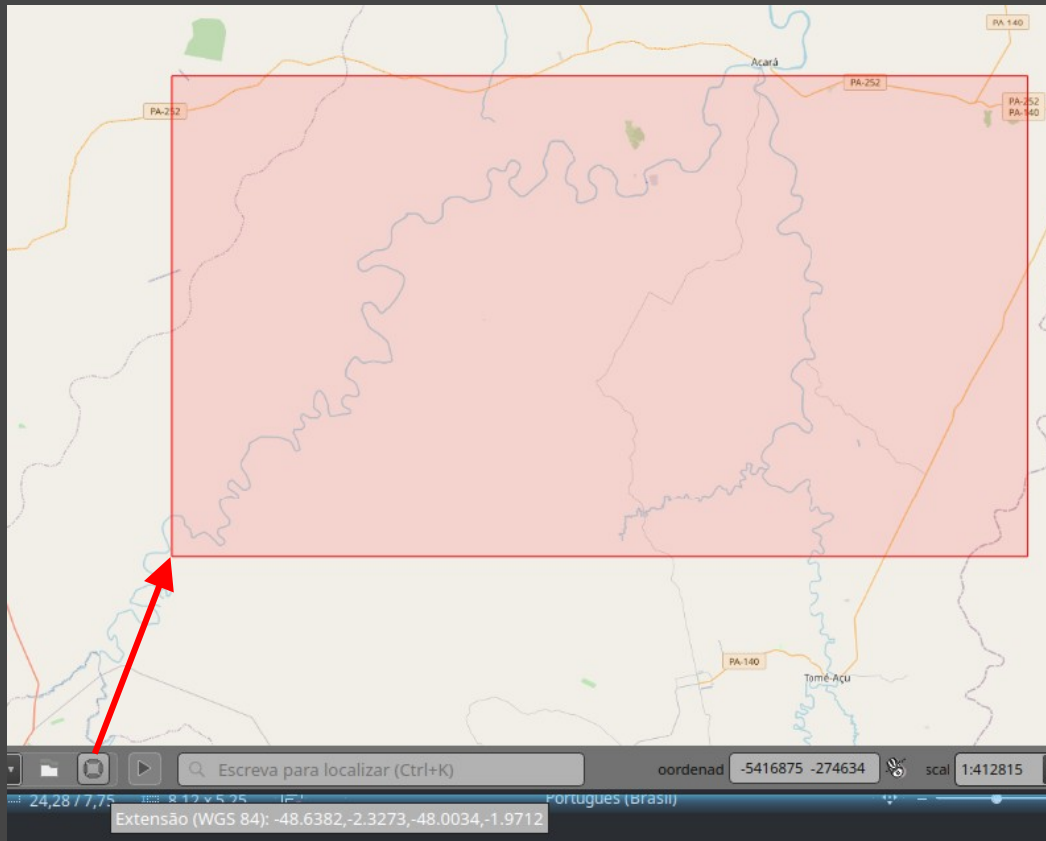 PA 140
Acará
PA-252
PA-252
PA-252
PA-140
PA-140
Tomé-Açu
Escreva para localizar (Ctrl+K)
oordenad
-5416875 -274634
scal
1:412815
24,28 / 7,75
8,12 x 5,25
Português (Brasil)
Extensão (WGS 84): -48.6382,-2.3273,-48.0034,-1.9712